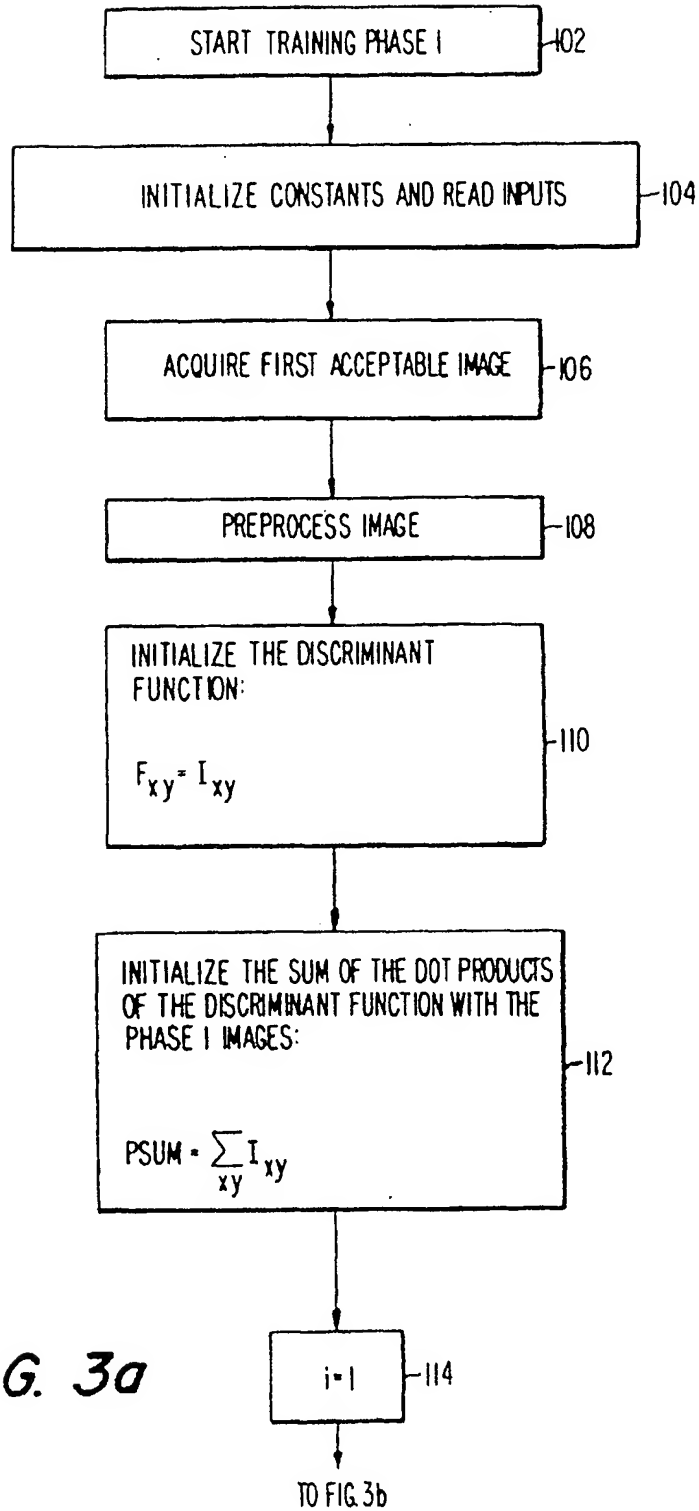 START TRAINING PHASE I
102
INITIALIZE CONSTANTS AND READ INPUTS
104
ACQUIRE FIRST ACCEPTABLE IMAGE
106
PREPROCESS IMAGE
108
INITIALIZE THE DISCRIMINANT
FUNCTION:
F_xy = I_xy
110
INITIALIZE THE SUM OF THE DOT PRODUCTS
OF THE DISCRIMINANT FUNCTION WITH THE
PHASE I IMAGES:
PSUM = ∑_xy I_xy
112
i=1
114
G. 3a
TO FIG. 3b